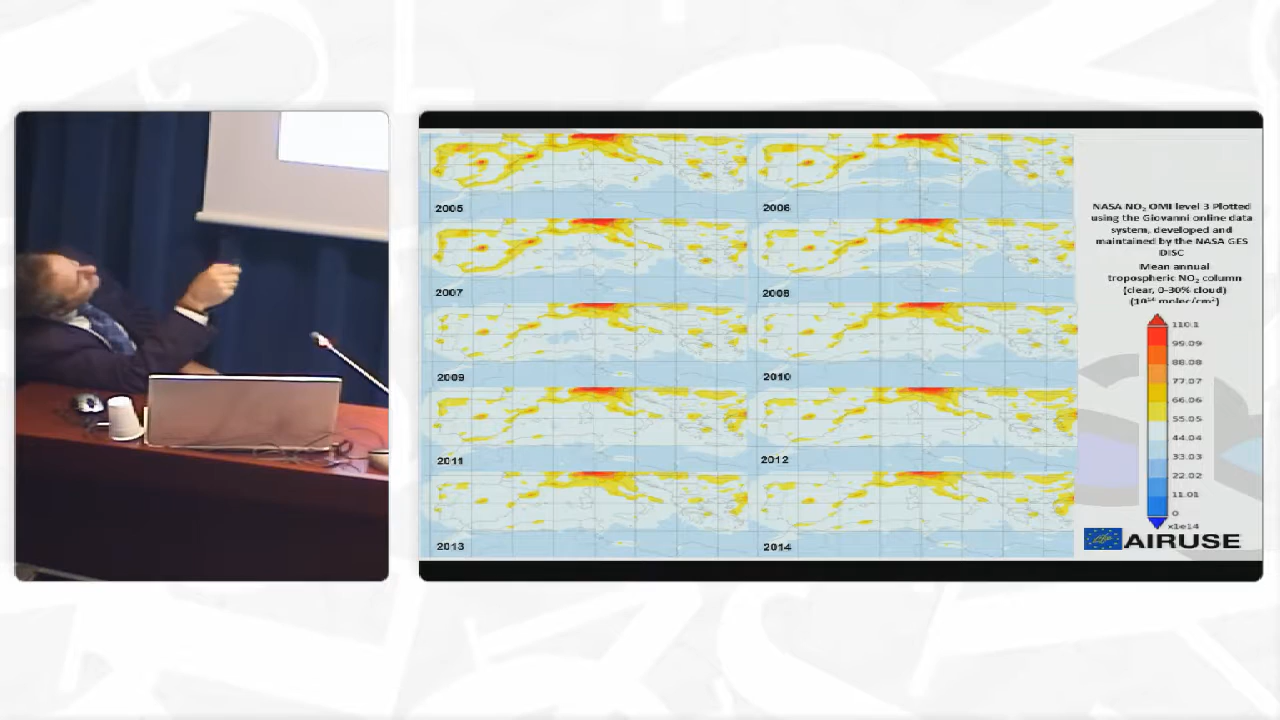 2005
2006
2007
2008
2009
2010
2011
2012
2013
2014
NASA NO₂ OMI level 3 Plotted
using the Giovanni online data
system, developed and
maintained by the NASA GES
DISC
Mean annual
tropospheric NO₂ column
(clear, 0-30% cloud)
(10¹⁴ molec/cm²)
110.1
99.09
88.08
77.07
66.06
55.05
44.04
33.03
22.02
11.01
0
x1e14
AIRUSE